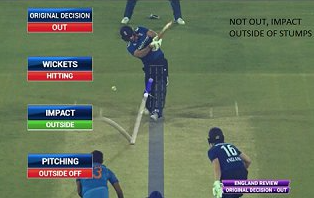 ORIGINAL DECISION
OUT
WICKETS
HITTING
IMPACT
OUTSIDE
PITCHING
OUTSIDE OFF
NOT OUT, IMPACT
OUTSIDE OF STUMPS
16
ENGLAND REVIEW
ORIGINAL DECISION - OUT